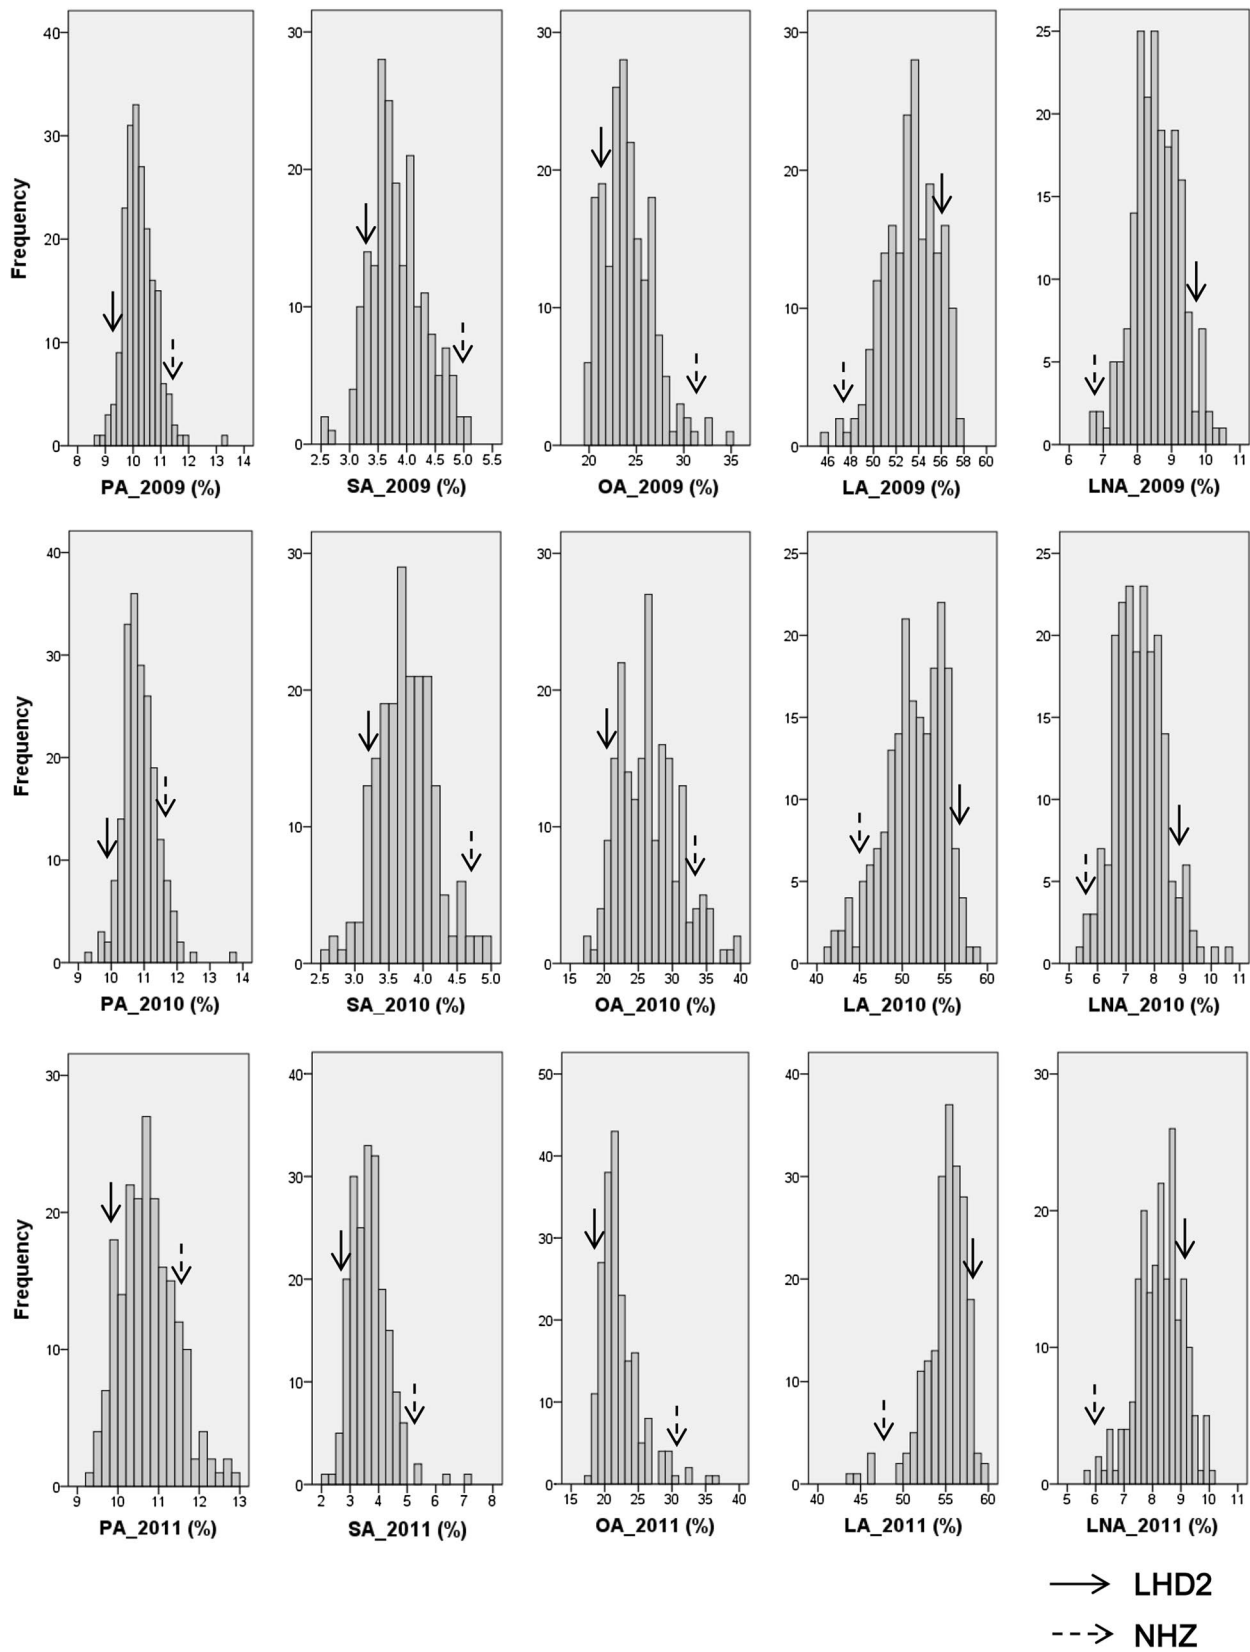 40 30 20 10 0
Frequency
8 9 10 11 12 13 14
PA_2009 (%)
30 20 10 0
2.5 3.0 3.5 4.0 4.5 5.0 5.5
SA_2009 (%)
30 20 10 0
20 25 30 35
OA_2009 (%)
30 20 10 0
46 48 50 52 54 56 58 60
LA_2009 (%)
25 20 15 10 5 0
6 7 8 9 10 11
LNA_2009 (%)
40 30 20 10 0
Frequency
9 10 11 12 13 14
PA_2010 (%)
30 20 10 0
2.5 3.0 3.5 4.0 4.5 5.0
SA_2010 (%)
30 20 10 0
15 20 25 30 35 40
OA_2010 (%)
25 20 15 10 5 0
40 45 50 55 60
LA_2010 (%)
25 20 15 10 5 0
5 6 7 8 9 10 11
LNA_2010 (%)
30 20 10 0
Frequency
9 10 11 12 13
PA_2011 (%)
40 30 20 10 0
2 3 4 5 6 7 8
SA_2011 (%)
50 40 30 20 10 0
15 20 25 30 35 40
OA_2011 (%)
40 30 20 10 0
40 45 50 55 60
LA_2011 (%)
30 20 10 0
5 6 7 8 9 10 11
LNA_2011 (%)
LHD2
NHZ